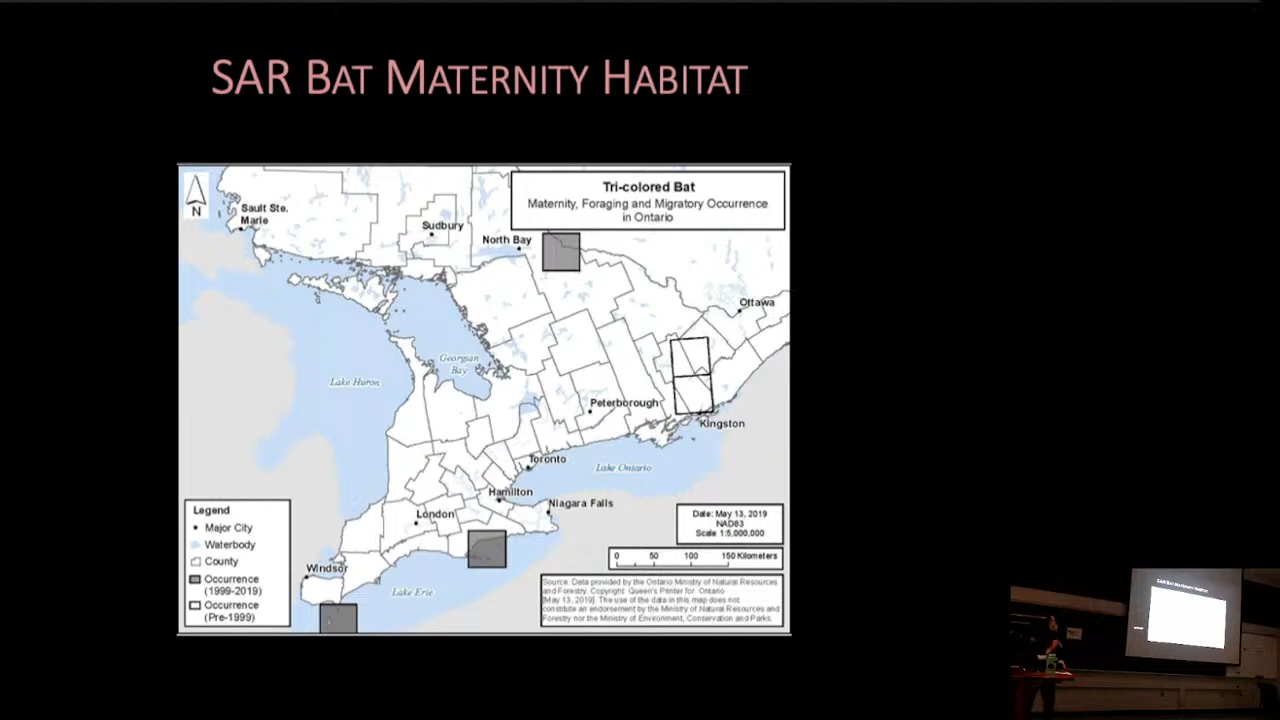 SAR BAT MATERNITY HABITAT
Tri-colored Bat
Maternity, Foraging and Migratory Occurrence
in Ontario
N
Sault Ste.
Marie
Sudbury
North Bay
Ottawa
Georgian
Bay
Lake Huron
Peterborough
Kingston
Toronto
Lake Ontario
Hamilton
Niagara Falls
London
Windsor
Lake Erie
Legend
Major City
Waterbody
County
Occurrence
(1999-2019)
Occurrence
(Pre-1999)
Date: May 13, 2019
NAD83
Scale 1:5,000,000
0 50 100 150 Kilometers
Source: Data provided by the Ontario Ministry of Natural Resources
and Forestry. Copyright: Queen's Printer for Ontario
[May 13, 2019]. The use of the data in this map does not
constitute an endorsement by the Ministry of Natural Resources and
Forestry nor the Ministry of Environment, Conservation and Parks.
SAR BAT MATERNITY HABITAT